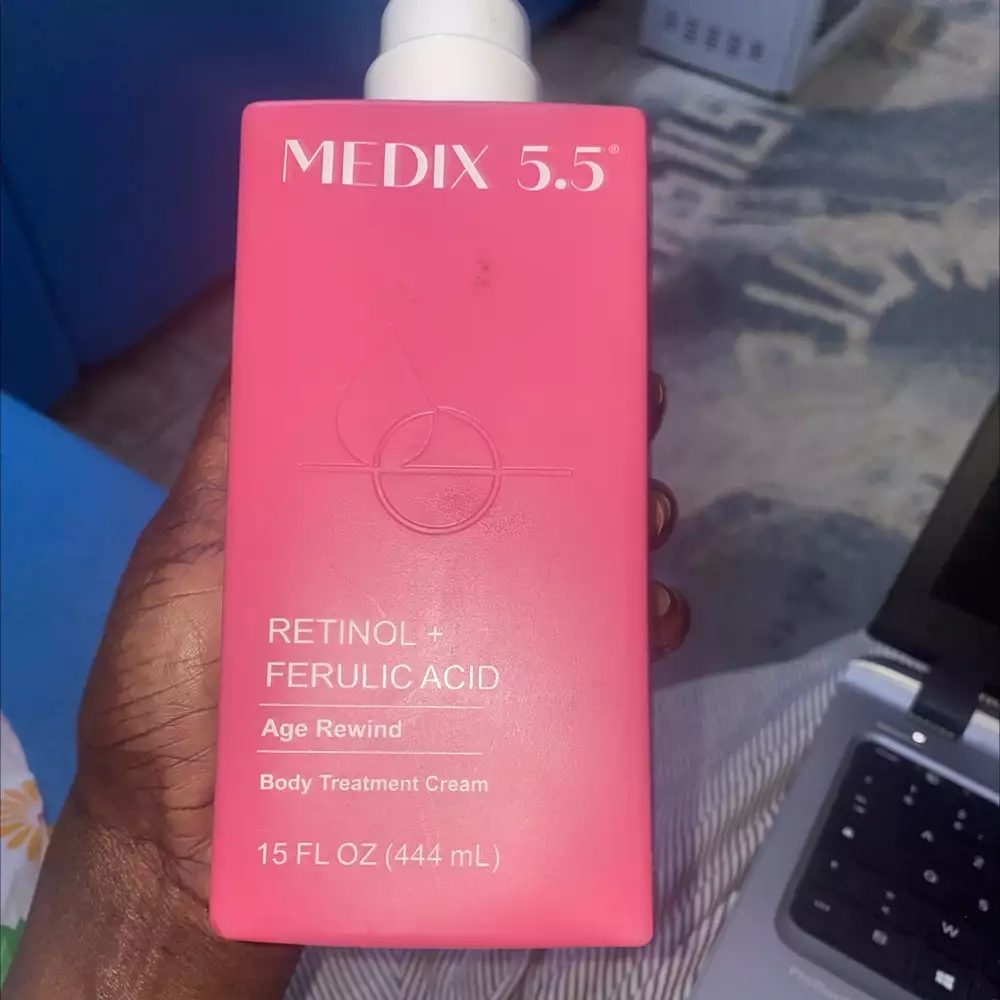 MEDIX 5.5®
RETINOL +
FERULIC ACID
Age Rewind
Body Treatment Cream
15 FL OZ (444 mL)